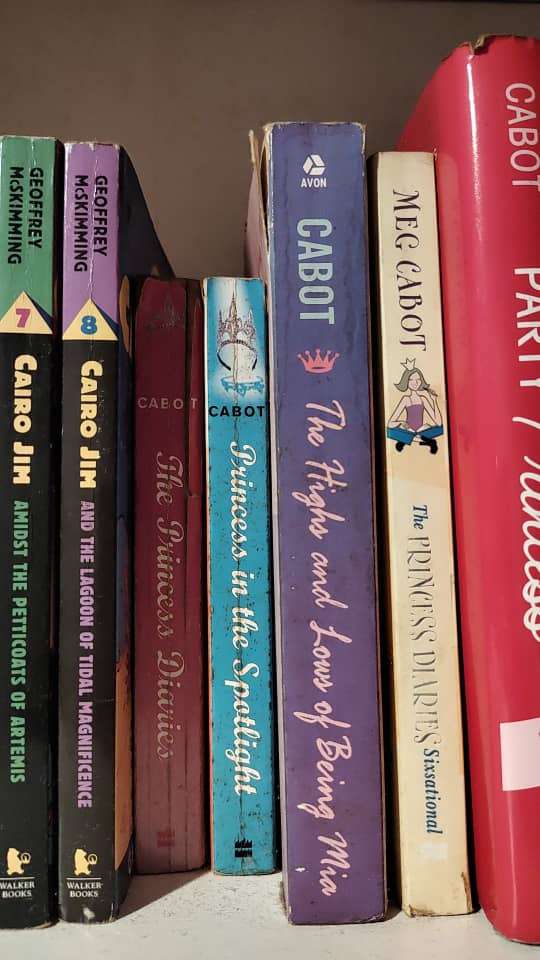 GEOFFREY
McSKIMMING
7
CAIRO JIM
AMIDST THE PETTICOATS OF ARTEMIS
WALKER
BOOKS
GEOFFREY
McSKIMMING
8
CAIRO JIM
AND THE LAGOON OF TIDAL MAGNIFICENCE
WALKER
BOOKS
CABOT
The Princess Diaries
CABOT
Princess in the Spotlight
AVON
CABOT
The Highs and Lows of Being Mia
MEG CABOT
The PRINCESS DIARIES Sixsational
CABOT
PARTY Princess